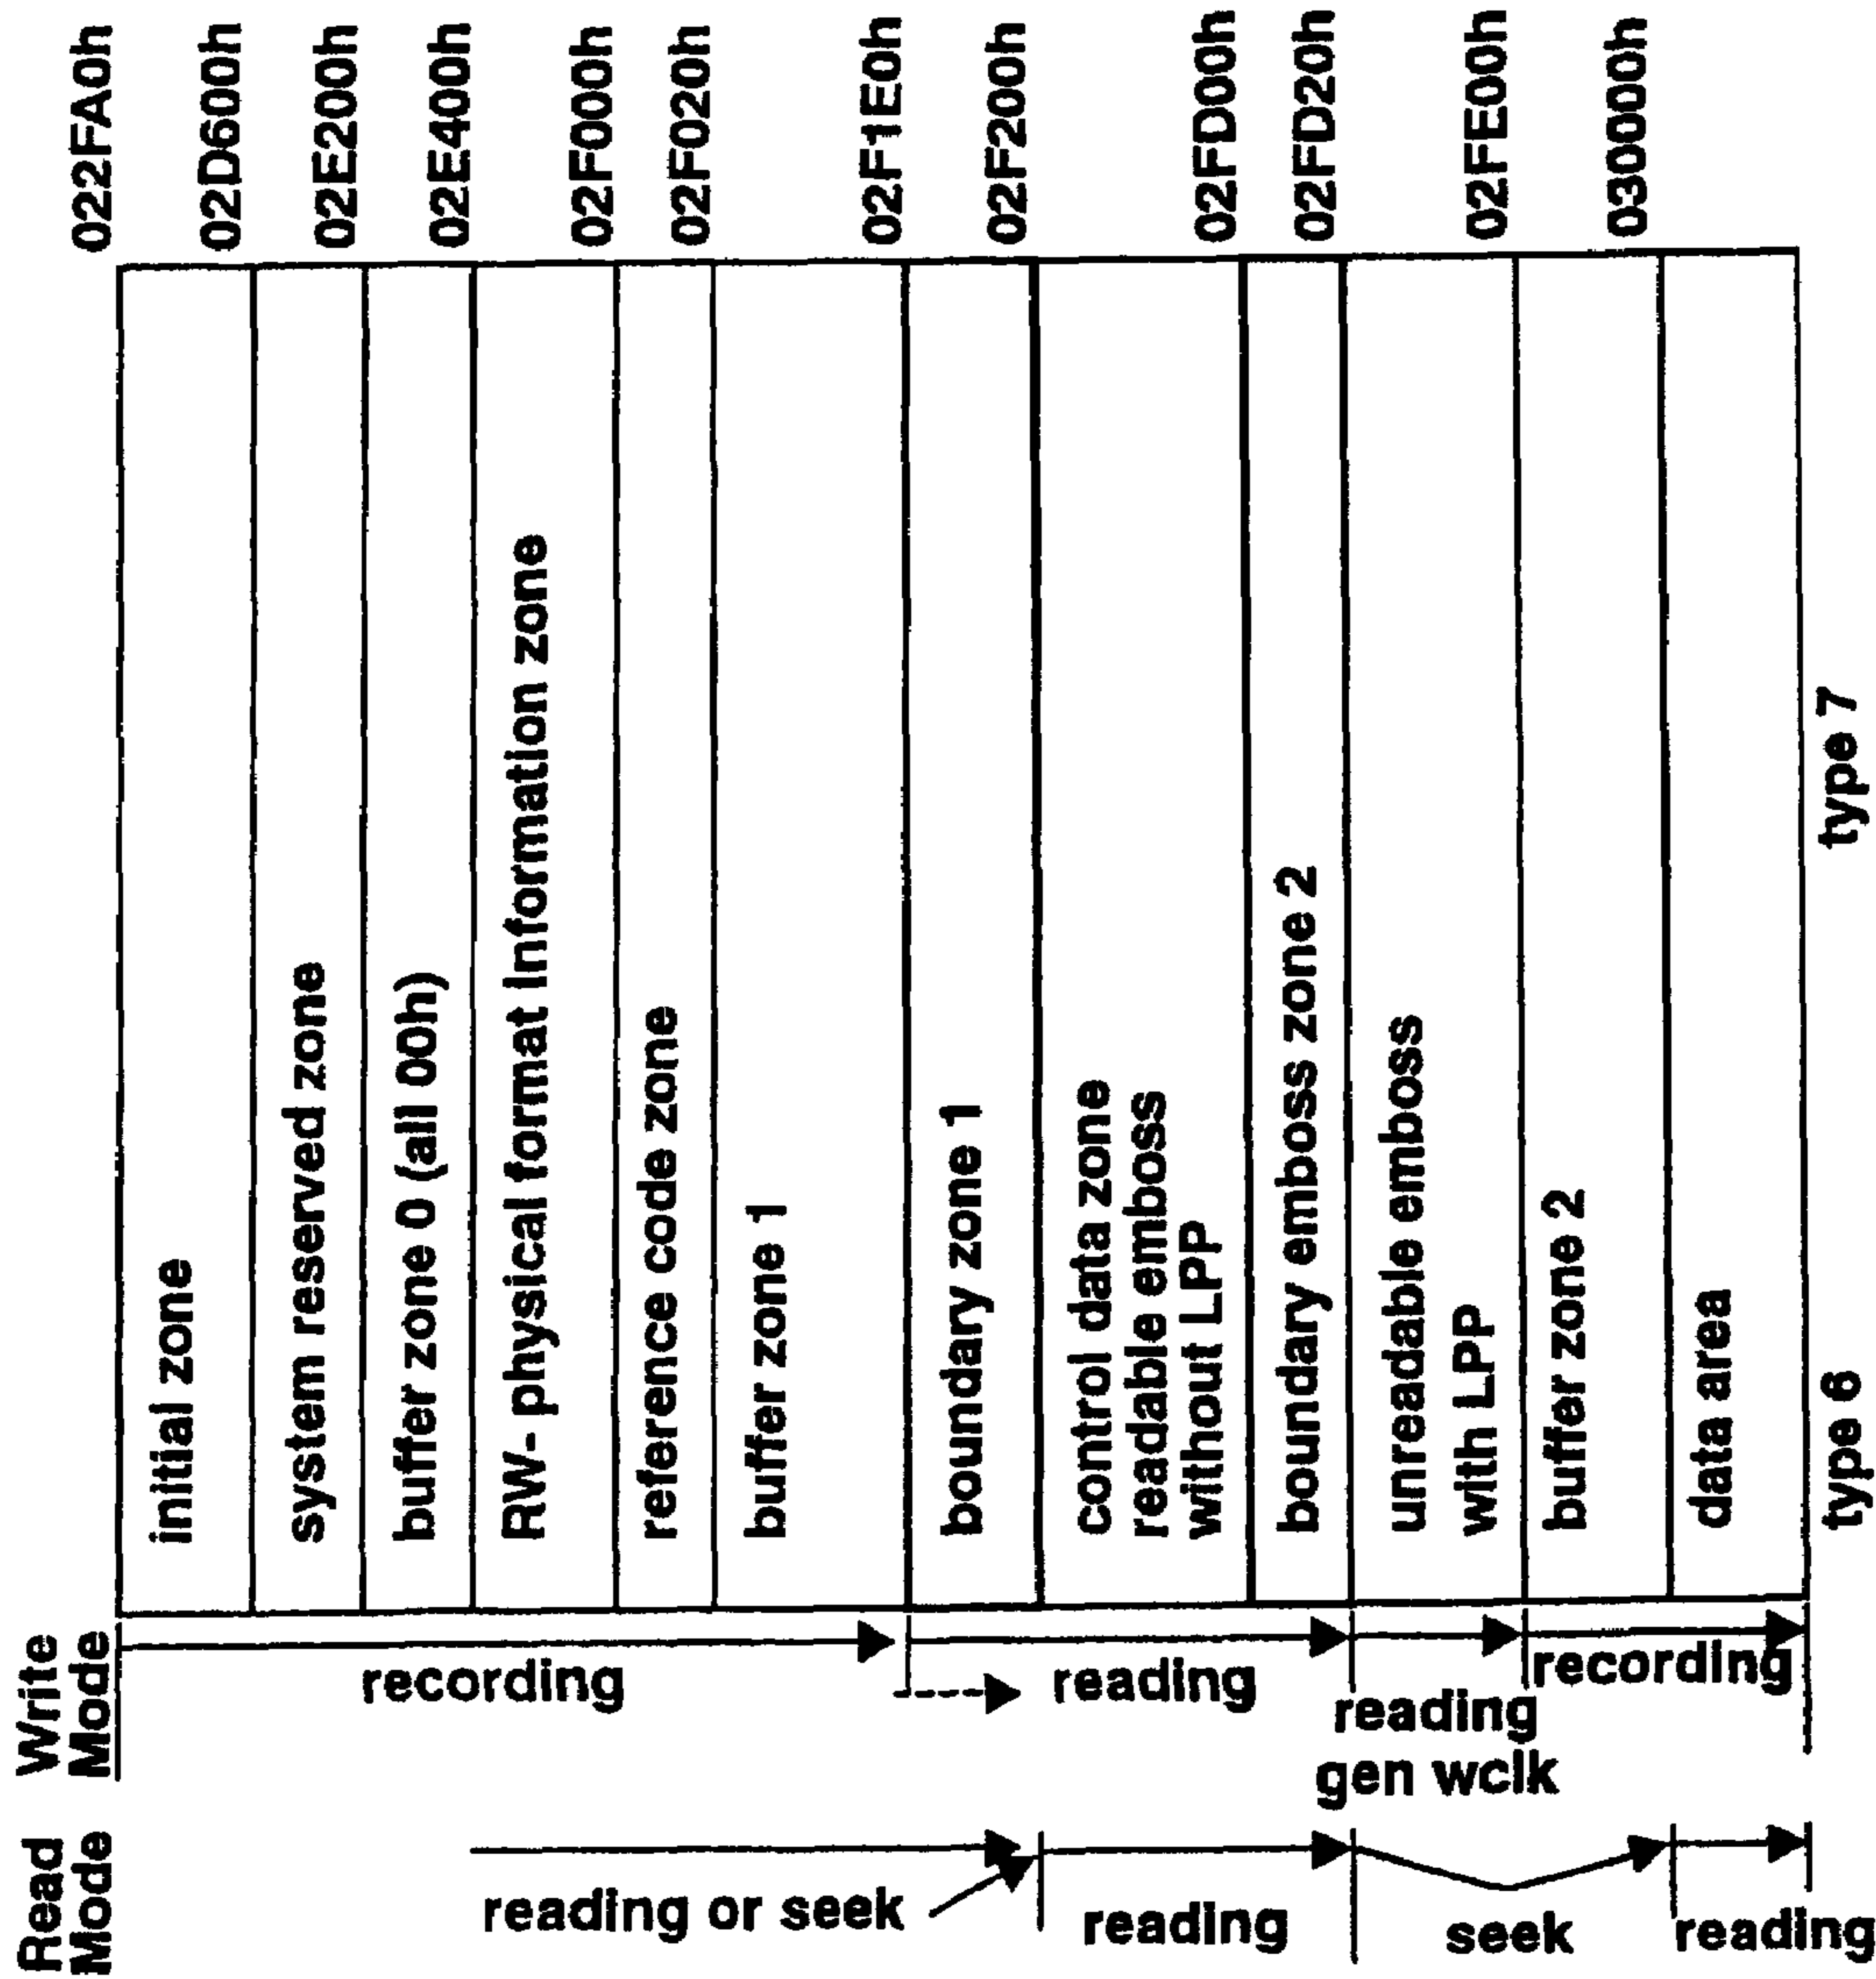 022FA0h
02D600h
02E200h
02E400h
02F000h
02F020h
02F1E0h
02F200h
02FD00h
02FD20h
02FE00h
030000h
initial zone
system reserved zone
buffer zone 0 (all 00h)
RW- physical format information zone
reference code zone
buffer zone 1
boundary zone 1
control data zone
readable emboss
without LPP
boundary emboss zone 2
unreadable emboss
with LPP
buffer zone 2
data area
type 6
type 7
Write
Mode
recording
reading
reading
gen wclk
recording
Read
Mode
reading or seek
reading
seek
reading